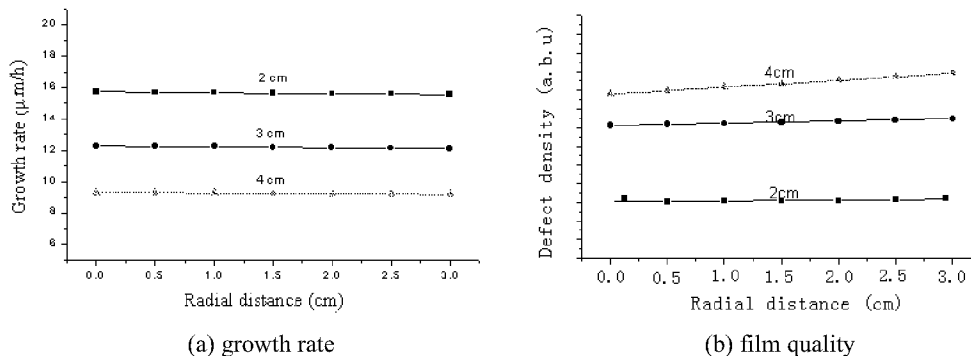 20
18
16
14
12
10
8
6
Growth rate (μm/h)
2 cm
3 cm
4 cm
0.0 0.5 1.0 1.5 2.0 2.5 3.0
Radial distance (cm)
(a) growth rate
Defect density (a.b.u)
4cm
3cm
2cm
0.0 0.5 1.0 1.5 2.0 2.5 3.0
Radial distance (cm)
(b) film quality